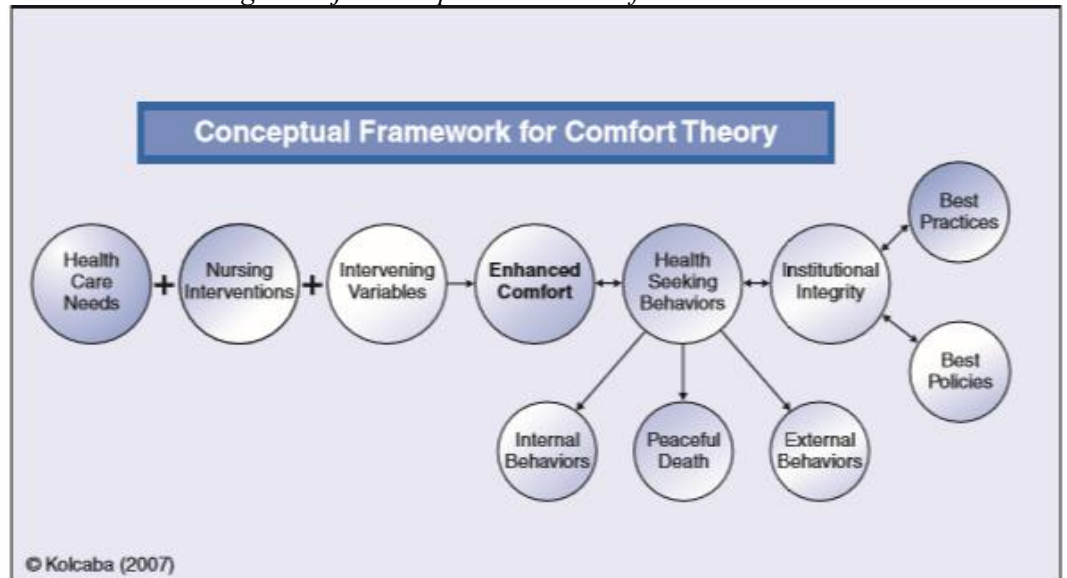 Conceptual Framework for Comfort Theory
Health
Care
Needs
+
Nursing
Interventions
+
Intervening
Variables
Enhanced
Comfort
Health
Seeking
Behaviors
Institutional
Integrity
Best
Practices
Best
Policies
Internal
Behaviors
Peaceful
Death
External
Behaviors
© Kolcaba (2007)